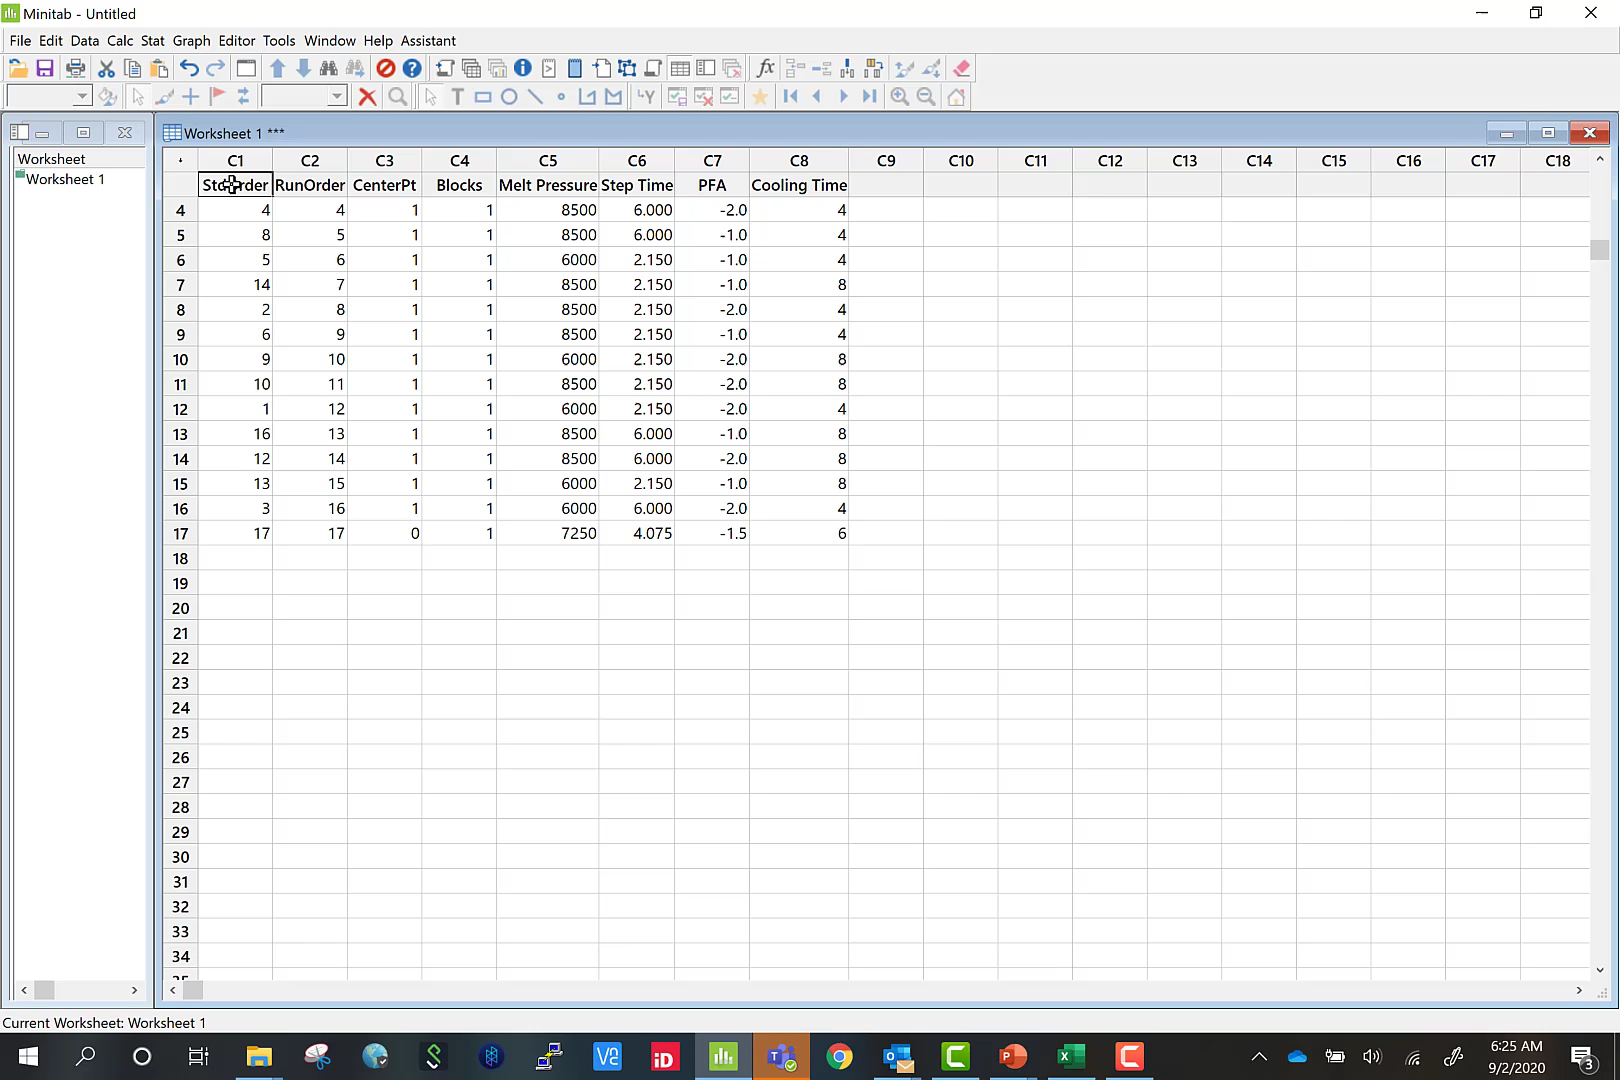 Minitab - Untitled
File Edit Data Calc Stat Graph Editor Tools Window Help Assistant
Worksheet
Worksheet 1
Worksheet 1 ***
C1 C2 C3 C4 C5 C6 C7 C8 C9 C10 C11 C12 C13 C14 C15 C16 C17 C18
StdOrder RunOrder CenterPt Blocks Melt Pressure Step Time PFA Cooling Time
4 4 4 1 1 8500 6.000 -2.0 4
5 8 5 1 1 8500 6.000 -1.0 4
6 5 6 1 1 6000 2.150 -1.0 4
7 14 7 1 1 8500 2.150 -1.0 8
8 2 8 1 1 8500 2.150 -2.0 4
9 6 9 1 1 8500 2.150 -1.0 4
10 9 10 1 1 6000 2.150 -2.0 8
11 10 11 1 1 8500 2.150 -2.0 8
12 1 12 1 1 6000 2.150 -2.0 4
13 16 13 1 1 8500 6.000 -1.0 8
14 12 14 1 1 8500 6.000 -2.0 8
15 13 15 1 1 6000 2.150 -1.0 8
16 3 16 1 1 6000 6.000 -2.0 4
17 17 17 0 1 7250 4.075 -1.5 6
18
19
20
21
22
23
24
25
26
27
28
29
30
31
32
33
34
Current Worksheet: Worksheet 1
6:25 AM
9/2/2020
3